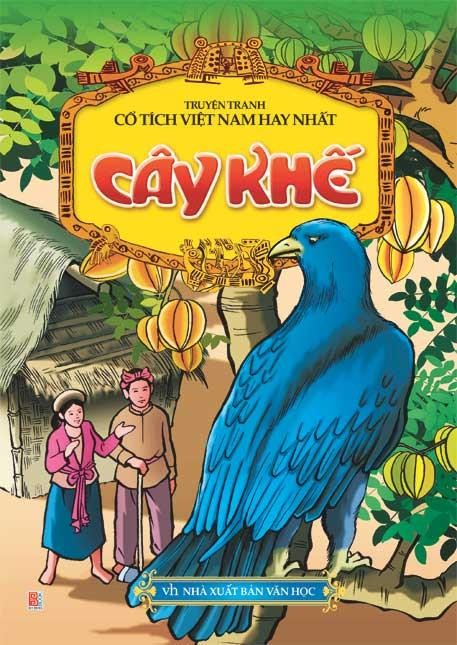 TRUYỆN TRANH
CỔ TÍCH VIỆT NAM HAY NHẤT
CÂY KHẾ
vh NHÀ XUẤT BẢN VĂN HỌC